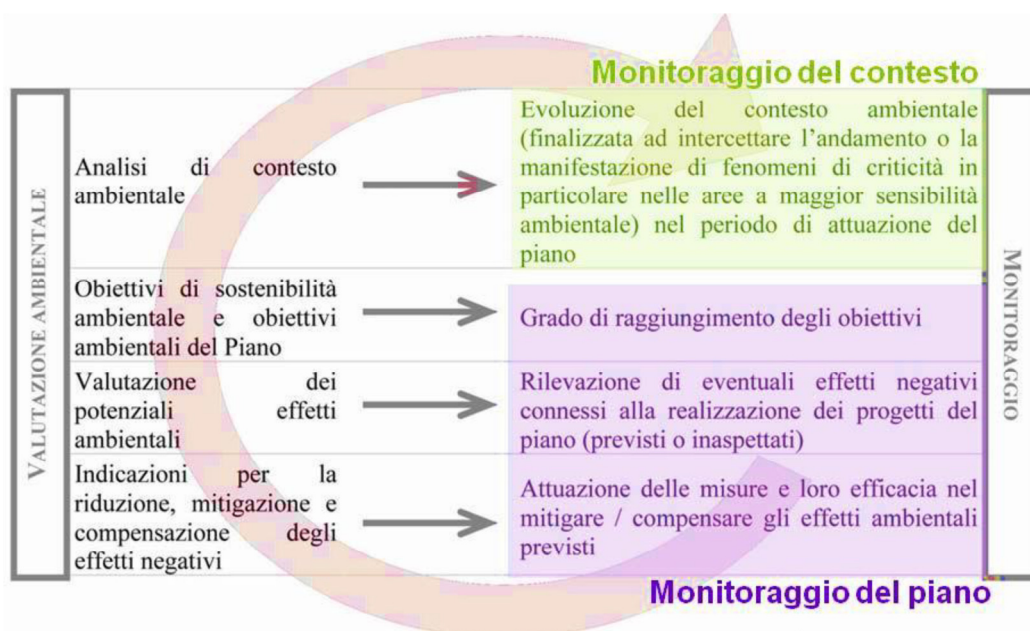 Monitoraggio del contesto
VALUTAZIONE AMBIENTALE
Analisi di contesto
ambientale
Evoluzione del contesto ambientale
(finalizzata ad intercettare l'andamento o la
manifestazione di fenomeni di criticità in
particolare nelle aree a maggior sensibilità
ambientale) nel periodo di attuazione del
piano
Obiettivi di sostenibilità
ambientale e obiettivi
ambientali del Piano
Grado di raggiungimento degli obiettivi
Valutazione dei
potenziali effetti
ambientali
Rilevazione di eventuali effetti negativi
connessi alla realizzazione dei progetti del
piano (previsti o inaspettati)
Indicazioni per la
riduzione, mitigazione e
compensazione degli
effetti negativi
Attuazione delle misure e loro efficacia nel
mitigare / compensare gli effetti ambientali
previsti
MONITORAGGIO
Monitoraggio del piano